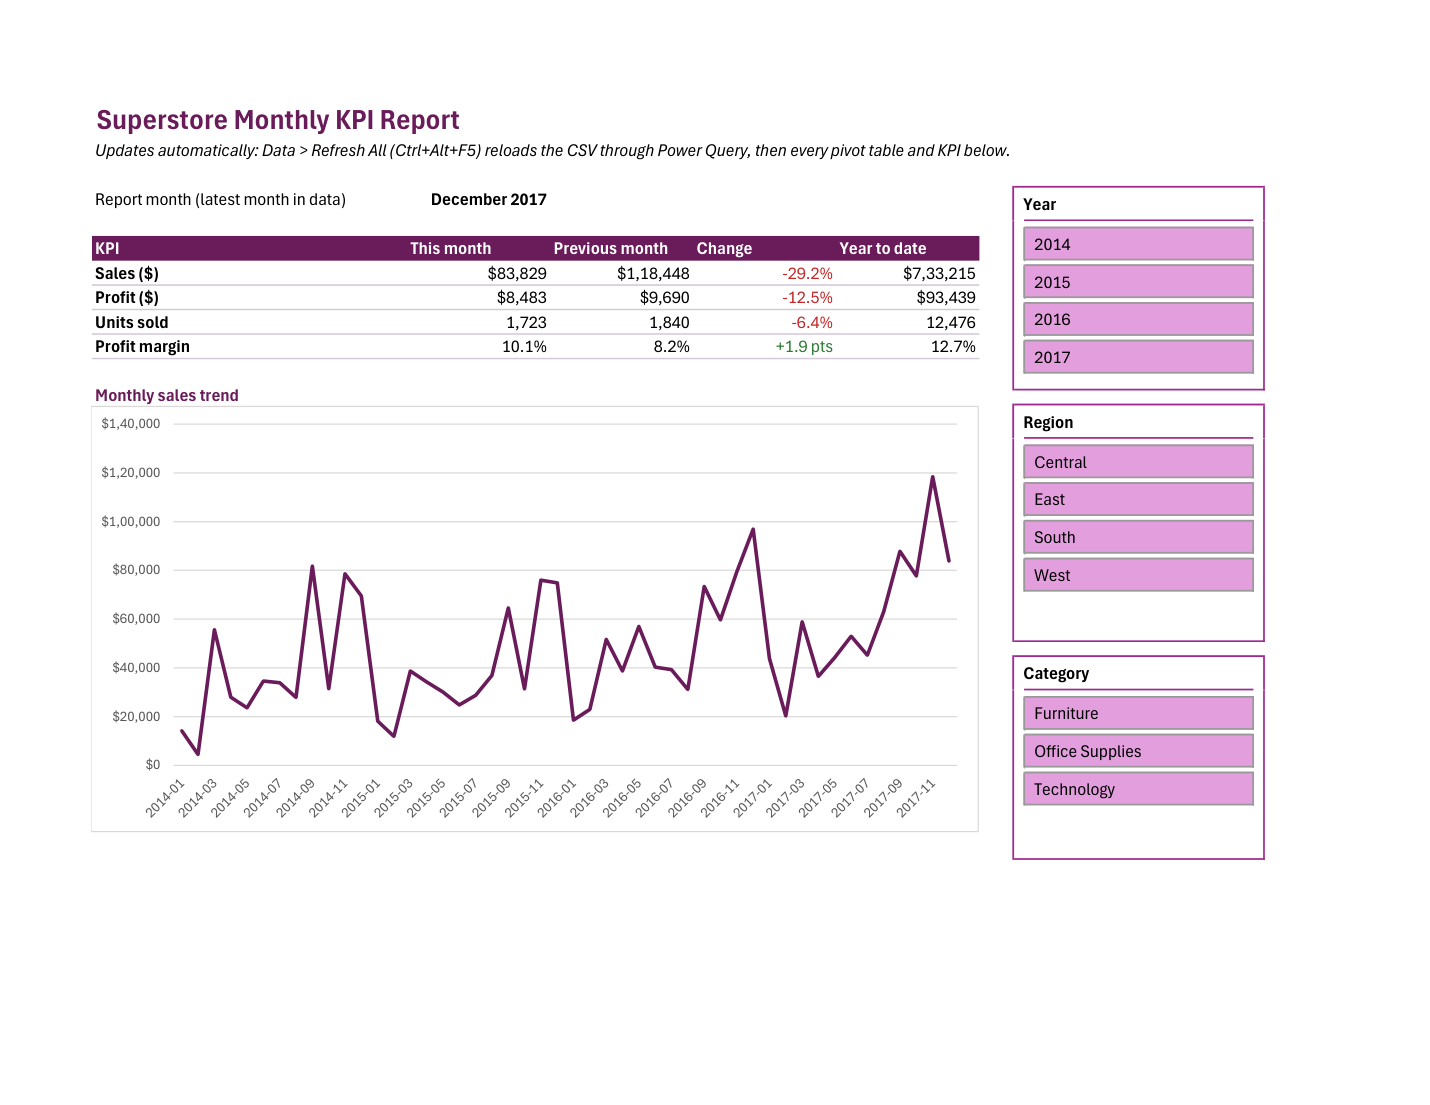 Superstore Monthly KPI Report
Updates automatically: Data > Refresh All (Ctrl+Alt+F5) reloads the CSV through Power Query, then every pivot table and KPI below.
Report month (latest month in data) December 2017
KPI This month Previous month Change Year to date
Sales ($) $83,829 $1,18,448 -29.2% $7,33,215
Profit ($) $8,483 $9,690 -12.5% $93,439
Units sold 1,723 1,840 -6.4% 12,476
Profit margin 10.1% 8.2% +1.9 pts 12.7%
Monthly sales trend
$1,40,000
$1,20,000
$1,00,000
$80,000
$60,000
$40,000
$20,000
$0
2014-01 2014-03 2014-05 2014-07 2014-09 2014-11 2015-01 2015-03 2015-05 2015-07 2015-09 2015-11 2016-01 2016-03 2016-05 2016-07 2016-09 2016-11 2017-01 2017-03 2017-05 2017-07 2017-09 2017-11
Year
2014
2015
2016
2017
Region
Central
East
South
West
Category
Furniture
Office Supplies
Technology